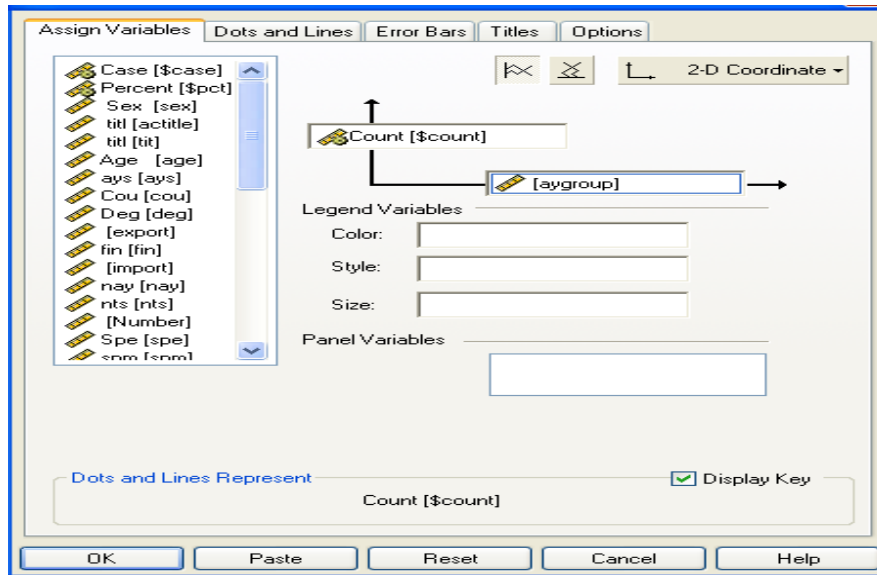 Assign Variables Dots and Lines Error Bars Titles Options
Case [$case]
Percent [$pct]
Sex [sex]
titl [actitle]
titl [tit]
Age [age]
ays [ays]
Cou [cou]
Deg [deg]
[export]
fin [fin]
[import]
nay [nay]
nts [nts]
[Number]
Spe [spe]
spm [spm]
2-D Coordinate
Count [$count]
[aygroup]
Legend Variables
Color:
Style:
Size:
Panel Variables
Dots and Lines Represent
Display Key
Count [$count]
OK Paste Reset Cancel Help